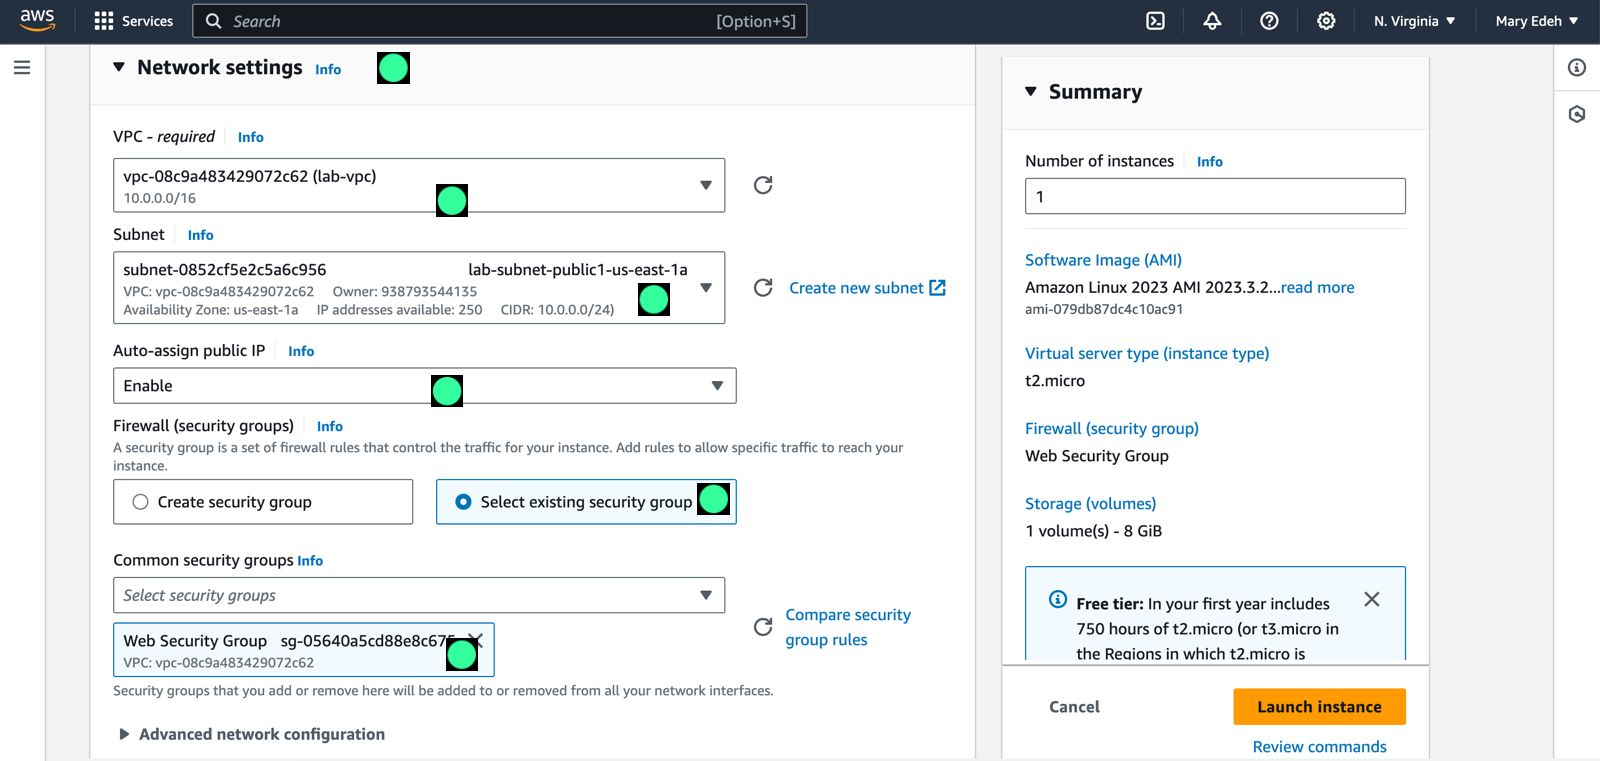 aws
Services
Search
[Option+S]
N. Virginia
Mary Edeh
Network settings Info
VPC - required Info
vpc-08c9a483429072c62 (lab-vpc)
10.0.0.0/16
Subnet Info
subnet-0852cf5e2c5a6c956 lab-subnet-public1-us-east-1a
VPC: vpc-08c9a483429072c62 Owner: 938793544135
Availability Zone: us-east-1a IP addresses available: 250 CIDR: 10.0.0.0/24)
Create new subnet
Auto-assign public IP Info
Enable
Firewall (security groups) Info
A security group is a set of firewall rules that control the traffic for your instance. Add rules to allow specific traffic to reach your
instance.
Create security group
Select existing security group
Common security groups Info
Select security groups
Web Security Group
VPC: vpc-08c9a483429072c62
Compare security
group rules
Security groups that you add or remove here will be added to or removed from all your network interfaces.
Advanced network configuration
Summary
Number of instances Info
1
Software Image (AMI)
Amazon Linux 2023 AMI 2023.3.2...read more
ami-079db87dc4c10ac91
Virtual server type (instance type)
t2.micro
Firewall (security group)
Web Security Group
Storage (volumes)
1 volume(s) - 8 GiB
Free tier: In your first year includes
750 hours of t2.micro (or t3.micro in
the Regions in which t2.micro is
Cancel
Launch instance
Review commands